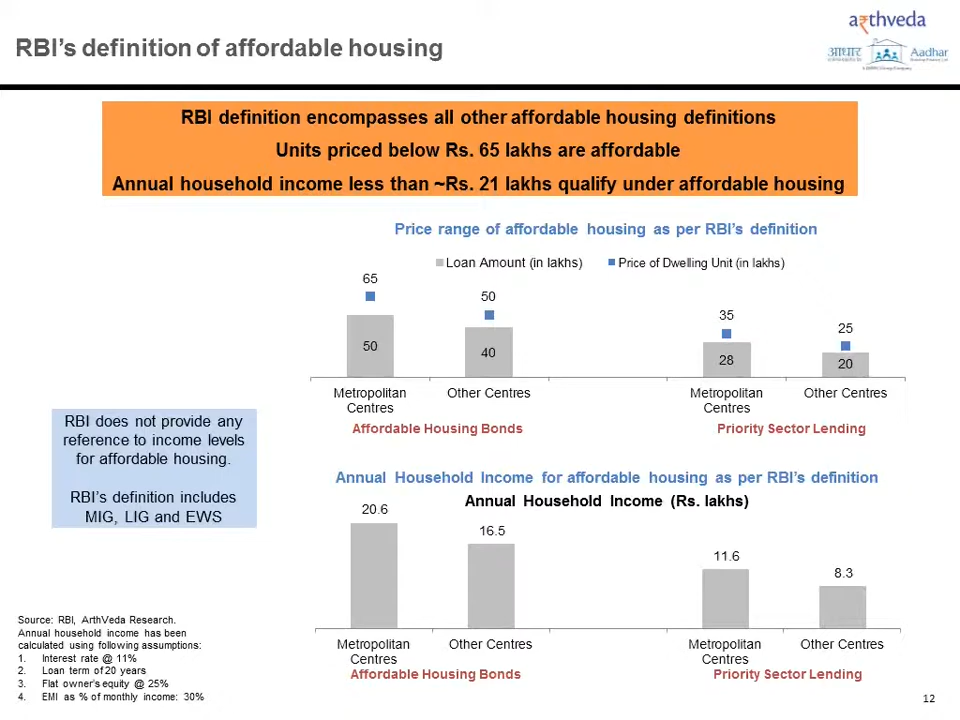 RBI's definition of affordable housing
a₹thveda
आधार
Aadhar
RBI definition encompasses all other affordable housing definitions
Units priced below Rs. 65 lakhs are affordable
Annual household income less than ~Rs. 21 lakhs qualify under affordable housing
Price range of affordable housing as per RBI's definition
Loan Amount (in lakhs) Price of Dwelling Unit (in lakhs)
65
50
35
25
50
40
28
20
Metropolitan Centres
Other Centres
Metropolitan Centres
Other Centres
Affordable Housing Bonds
Priority Sector Lending
RBI does not provide any
reference to income levels
for affordable housing.
RBI's definition includes
MIG, LIG and EWS
Annual Household Income for affordable housing as per RBI's definition
Annual Household Income (Rs. lakhs)
20.6
16.5
11.6
8.3
Metropolitan Centres
Other Centres
Metropolitan Centres
Other Centres
Affordable Housing Bonds
Priority Sector Lending
Source: RBI, ArthVeda Research.
Annual household income has been
calculated using following assumptions:
1. Interest rate @ 11%
2. Loan term of 20 years
3. Flat owner's equity @ 25%
4. EMI as % of monthly income: 30%
12